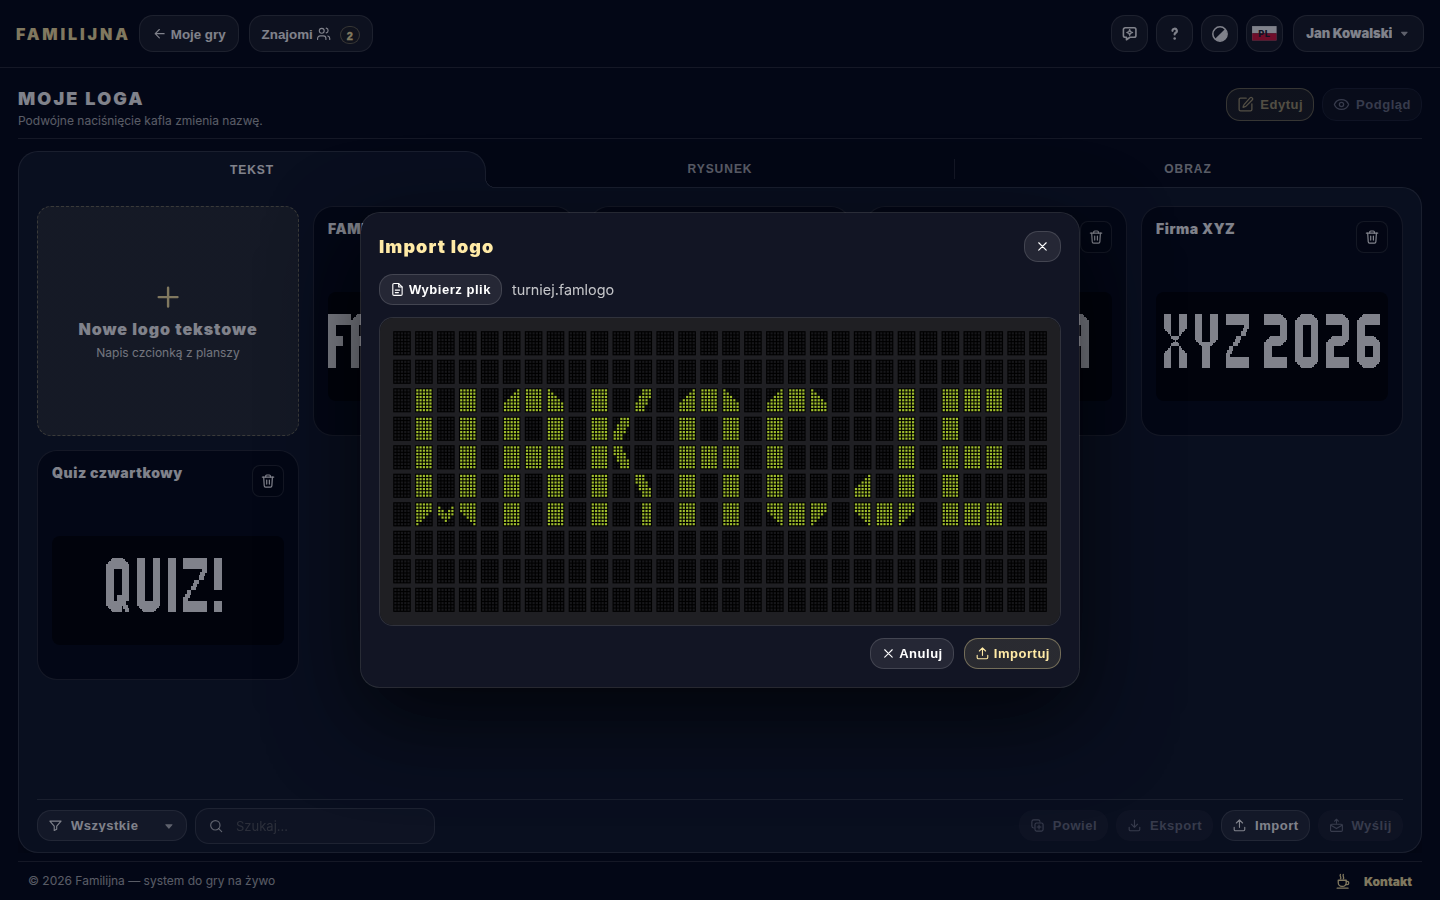 FAMILIJNA
Moje gry
Znajomi 2
?
PL
Jan Kowalski
MOJE LOGA
Podwójne naciśnięcie kafla zmienia nazwę.
Edytuj
Podgląd
TEKST
RYSUNEK
OBRAZ
Nowe logo tekstowe
Napis czcionką z planszy
FAM
Firma XYZ
XYZ 2026
Import logo
Wybierz plik
turniej.famlogo
WAKACJE
Anuluj
Importuj
Quiz czwartkowy
QUIZ!
Wszystkie
Szukaj...
Powiel
Eksport
Import
Wyślij
© 2026 Familijna — system do gry na żywo
Kontakt